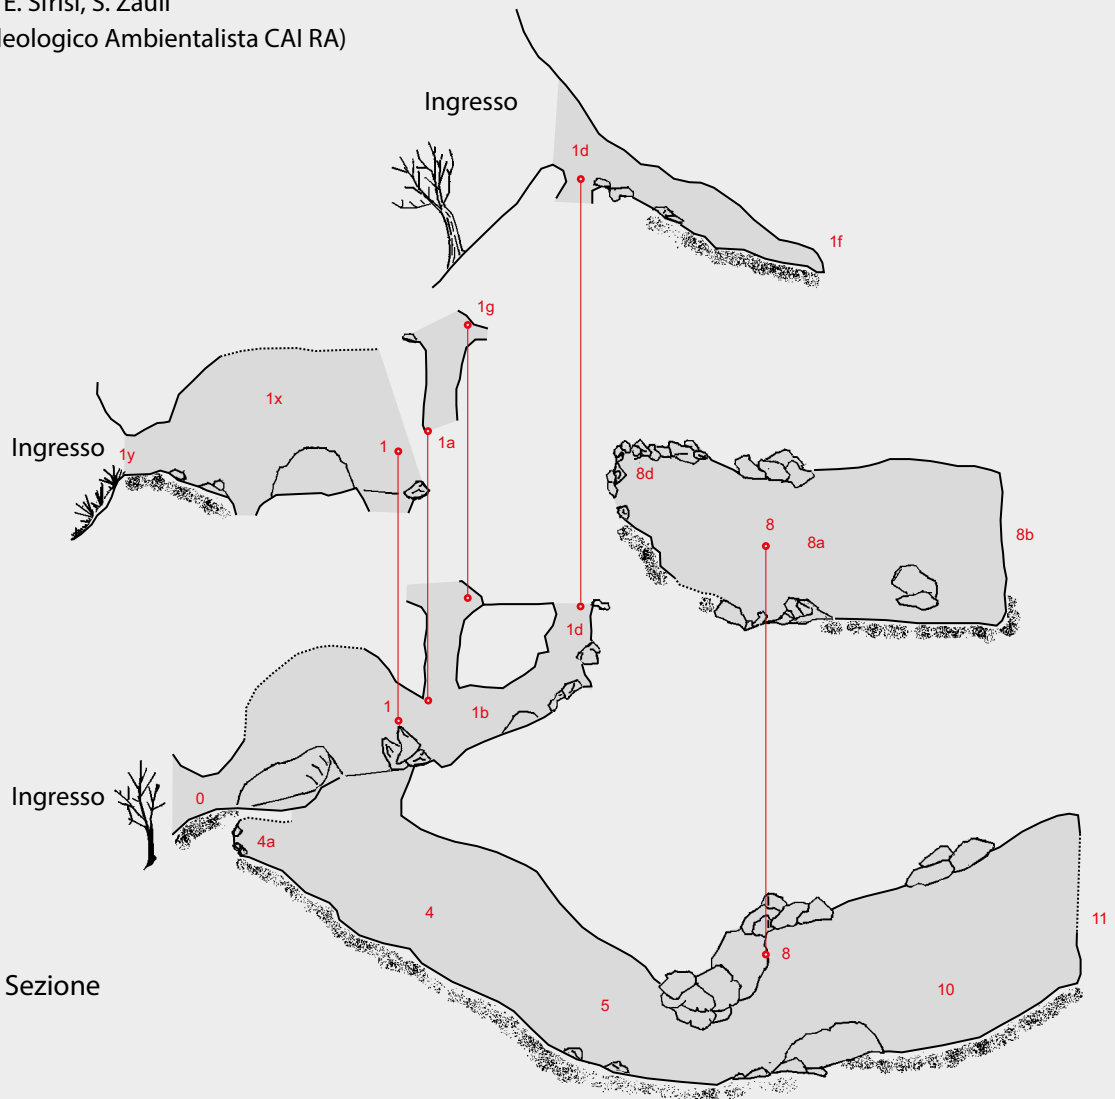 E. Sfrisi, S. Zauli
leologico Ambientalista CAI RA)
Ingresso
1d
1f
1g
1x
Ingresso
1y
1
1a
8d
8
8a
8b
1d
1
1b
Ingresso
0
4a
4
11
8
Sezione
5
10